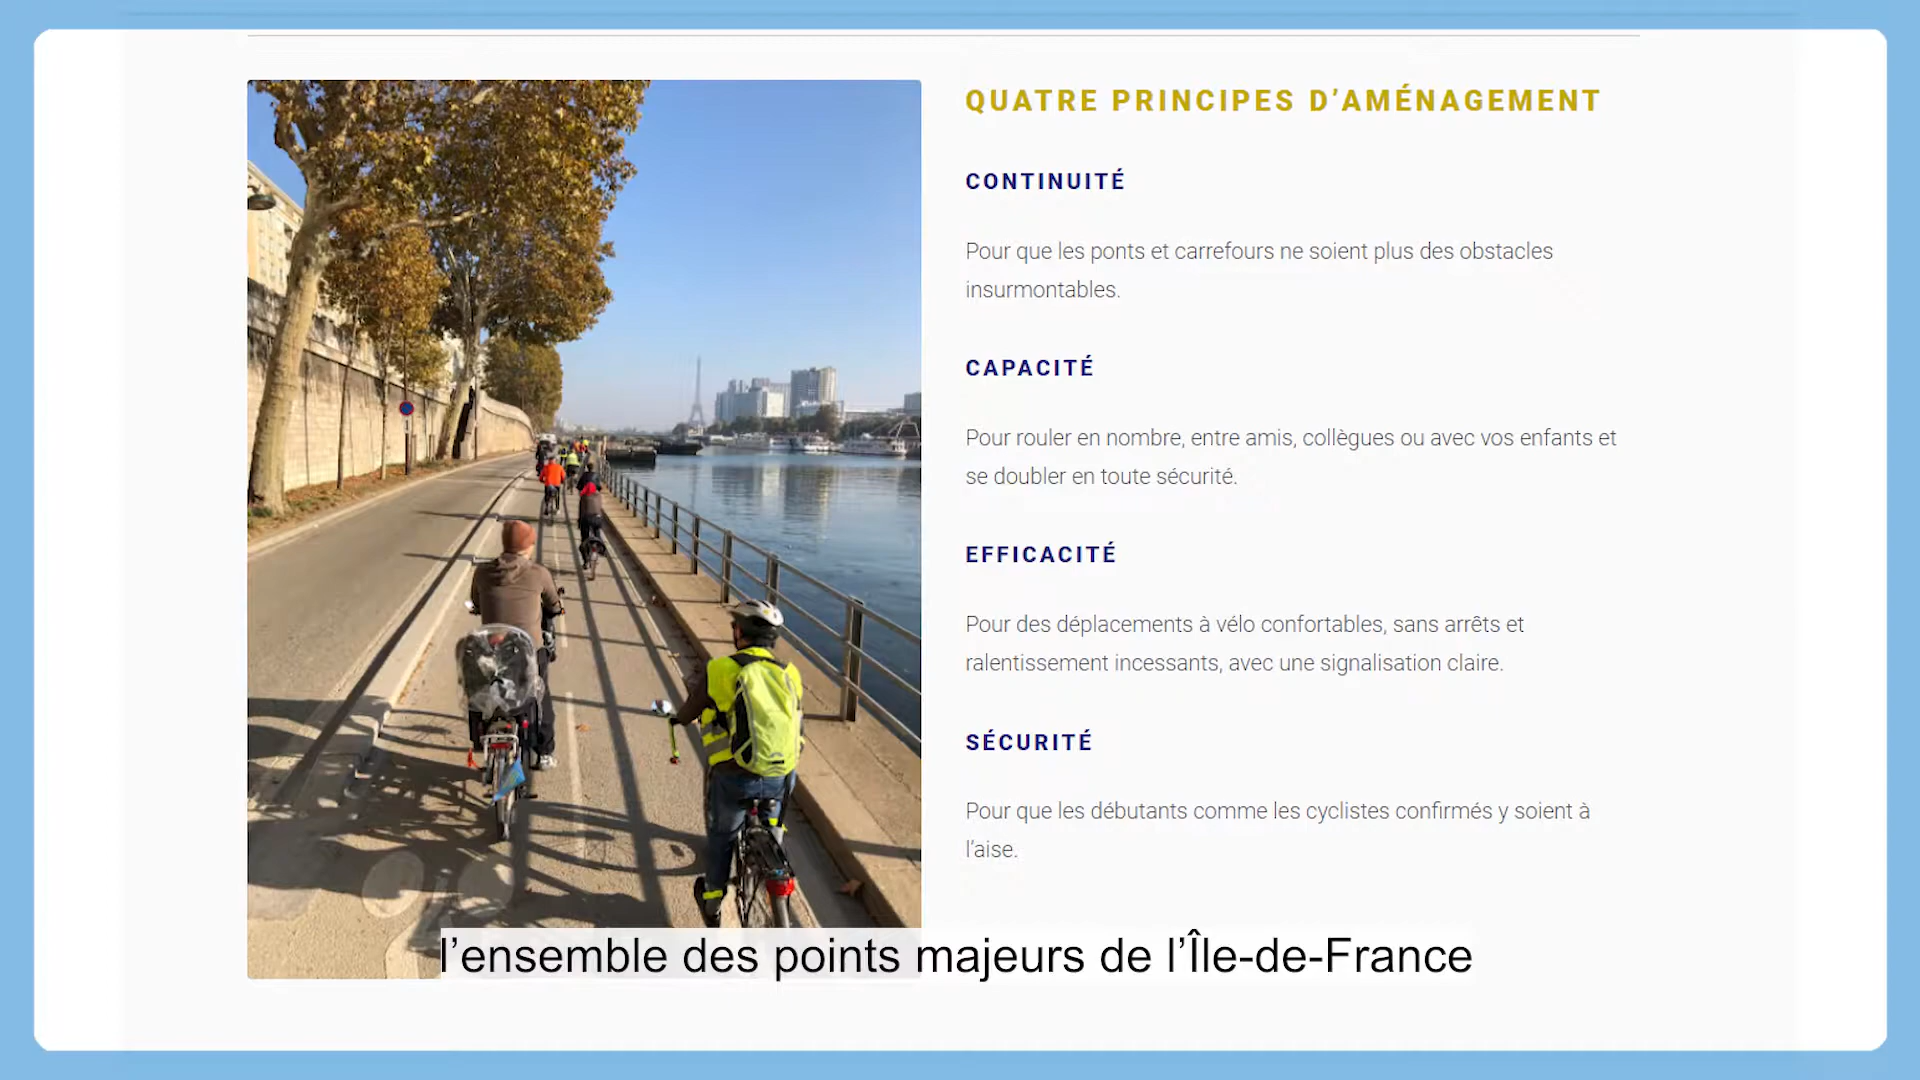 QUATRE PRINCIPES D’AMÉNAGEMENT
CONTINUITÉ
Pour que les ponts et carrefours ne soient plus des obstacles
insurmontables.
CAPACITÉ
Pour rouler en nombre, entre amis, collègues ou avec vos enfants et
se doubler en toute sécurité.
EFFICACITÉ
Pour des déplacements à vélo confortables, sans arrêts et
ralentissement incessants, avec une signalisation claire.
SÉCURITÉ
Pour que les débutants comme les cyclistes confirmés y soient à
l’aise.
l’ensemble des points majeurs de l’Île-de-France